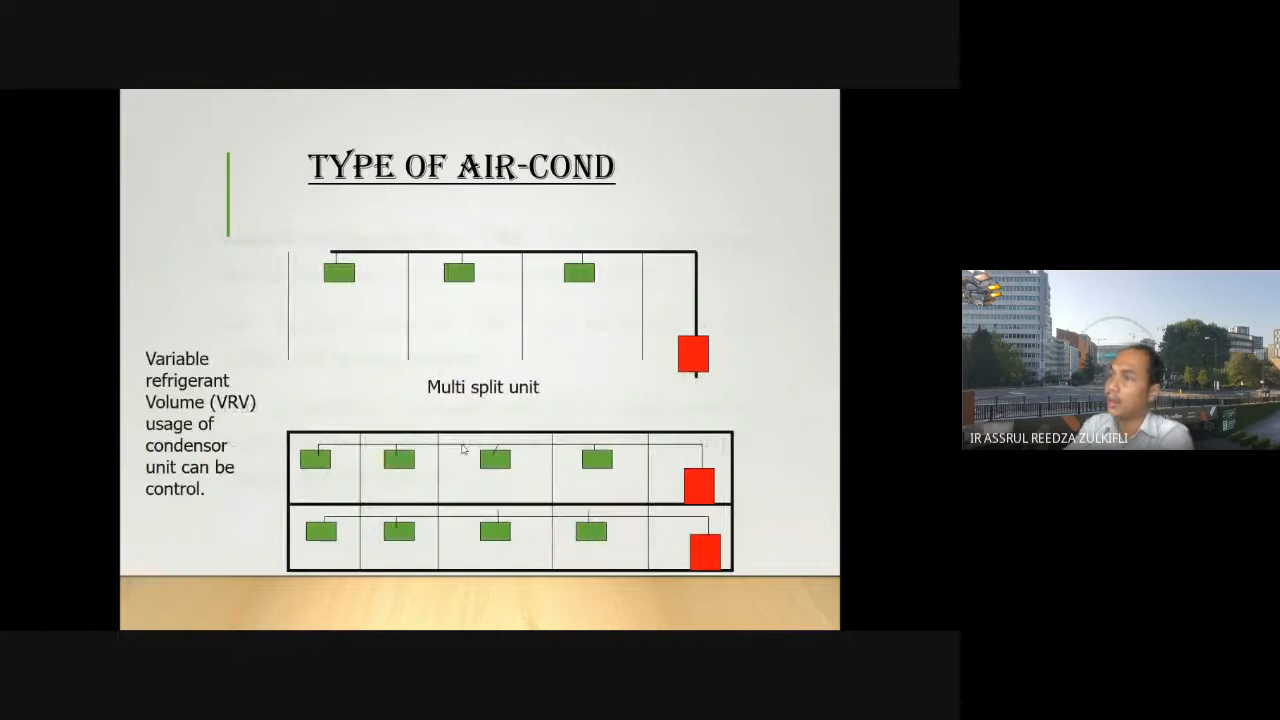 TYPE OF AIR-COND
Multi split unit
Variable
refrigerant
Volume (VRV)
usage of
condensor
unit can be
control.
IR ASSRUL REEDZA ZULKIFLI